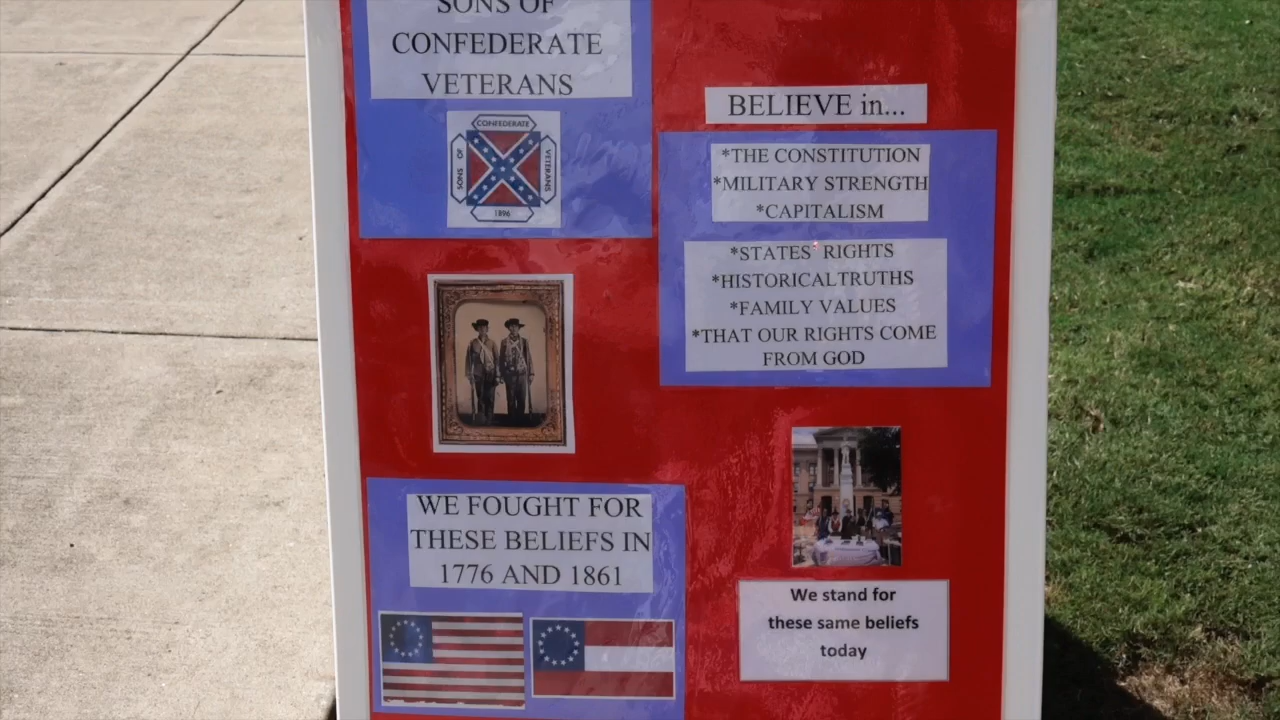 SONS OF
CONFEDERATE
VETERANS
CONFEDERATE
SONS OF
VETERANS
1896
WE FOUGHT FOR
THESE BELIEFS IN
1776 AND 1861
BELIEVE in...
*THE CONSTITUTION
*MILITARY STRENGTH
*CAPITALISM
*STATES' RIGHTS
*HISTORICALTRUTHS
*FAMILY VALUES
*THAT OUR RIGHTS COME
FROM GOD
We stand for
these same beliefs
today